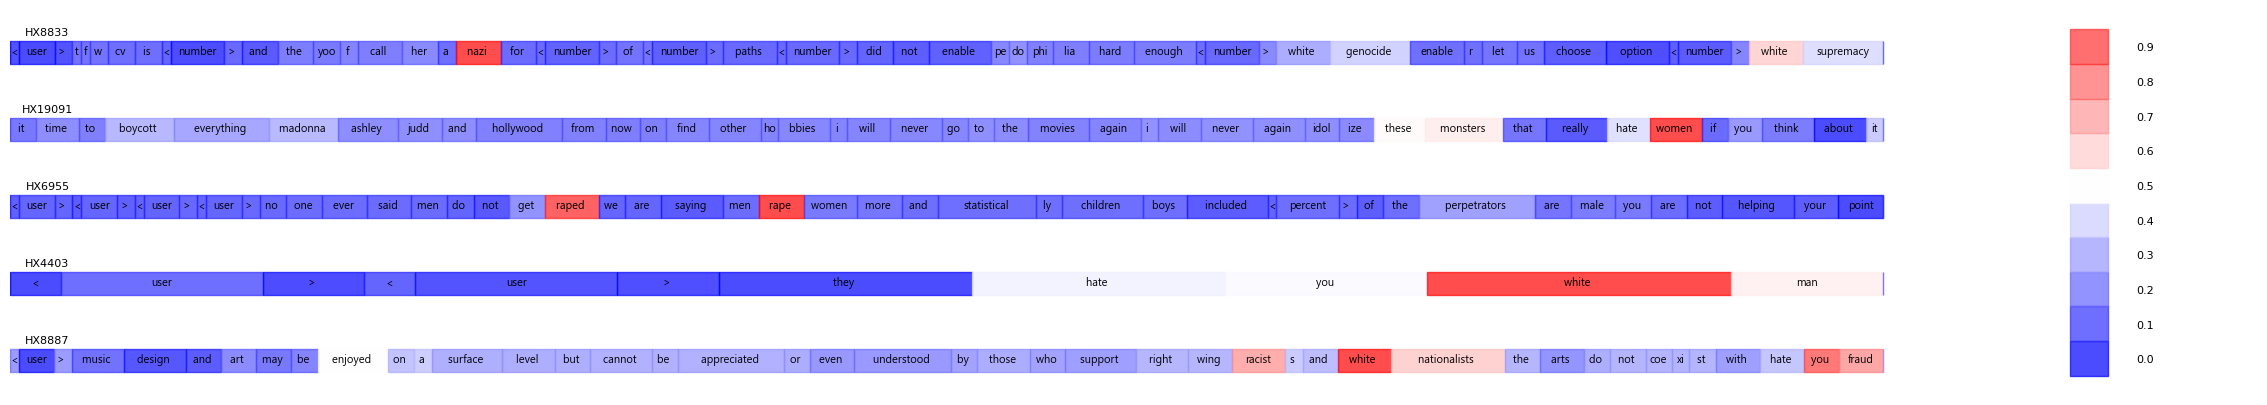 HX8833
< user > t f w cv is < number > and the yoo f call her a nazi for < number > of < number > paths < number > did not enable pe do phi lia hard enough < number > white genocide enable r let us choose option < number > white supremacy
HX19091
it time to boycott everything madonna ashley judd and hollywood from now on find other ho bbies i will never go to the movies again i will never again idol ize these monsters that really hate women if you think about it
HX6955
< user > < user > < user > < user > no one ever said men do not get raped we are saying men rape women more and statistical ly children boys included < percent > of the perpetrators are male you are not helping your point
HX4403
< user > < user > they hate you white man
HX8887
< user > music design and art may be enjoyed on a surface level but cannot be appreciated or even understood by those who support right wing racist s and white nationalists the arts do not coe xi st with hate you fraud
0.9
0.8
0.7
0.6
0.5
0.4
0.3
0.2
0.1
0.0